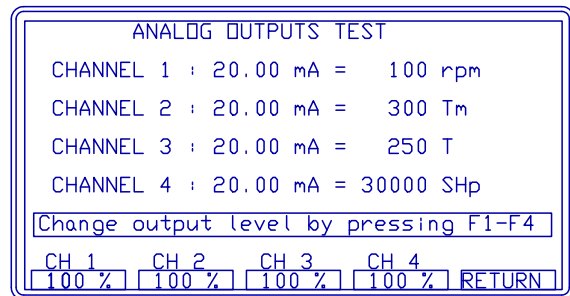 ANALOG OUTPUTS TEST
CHANNEL 1 : 20.00 mA = 100 rpm
CHANNEL 2 : 20.00 mA = 300 Tm
CHANNEL 3 : 20.00 mA = 250 T
CHANNEL 4 : 20.00 mA = 30000 SHp
Change output level by pressing F1-F4
CH 1 CH 2 CH 3 CH 4
100 % 100 % 100 % 100 % RETURN